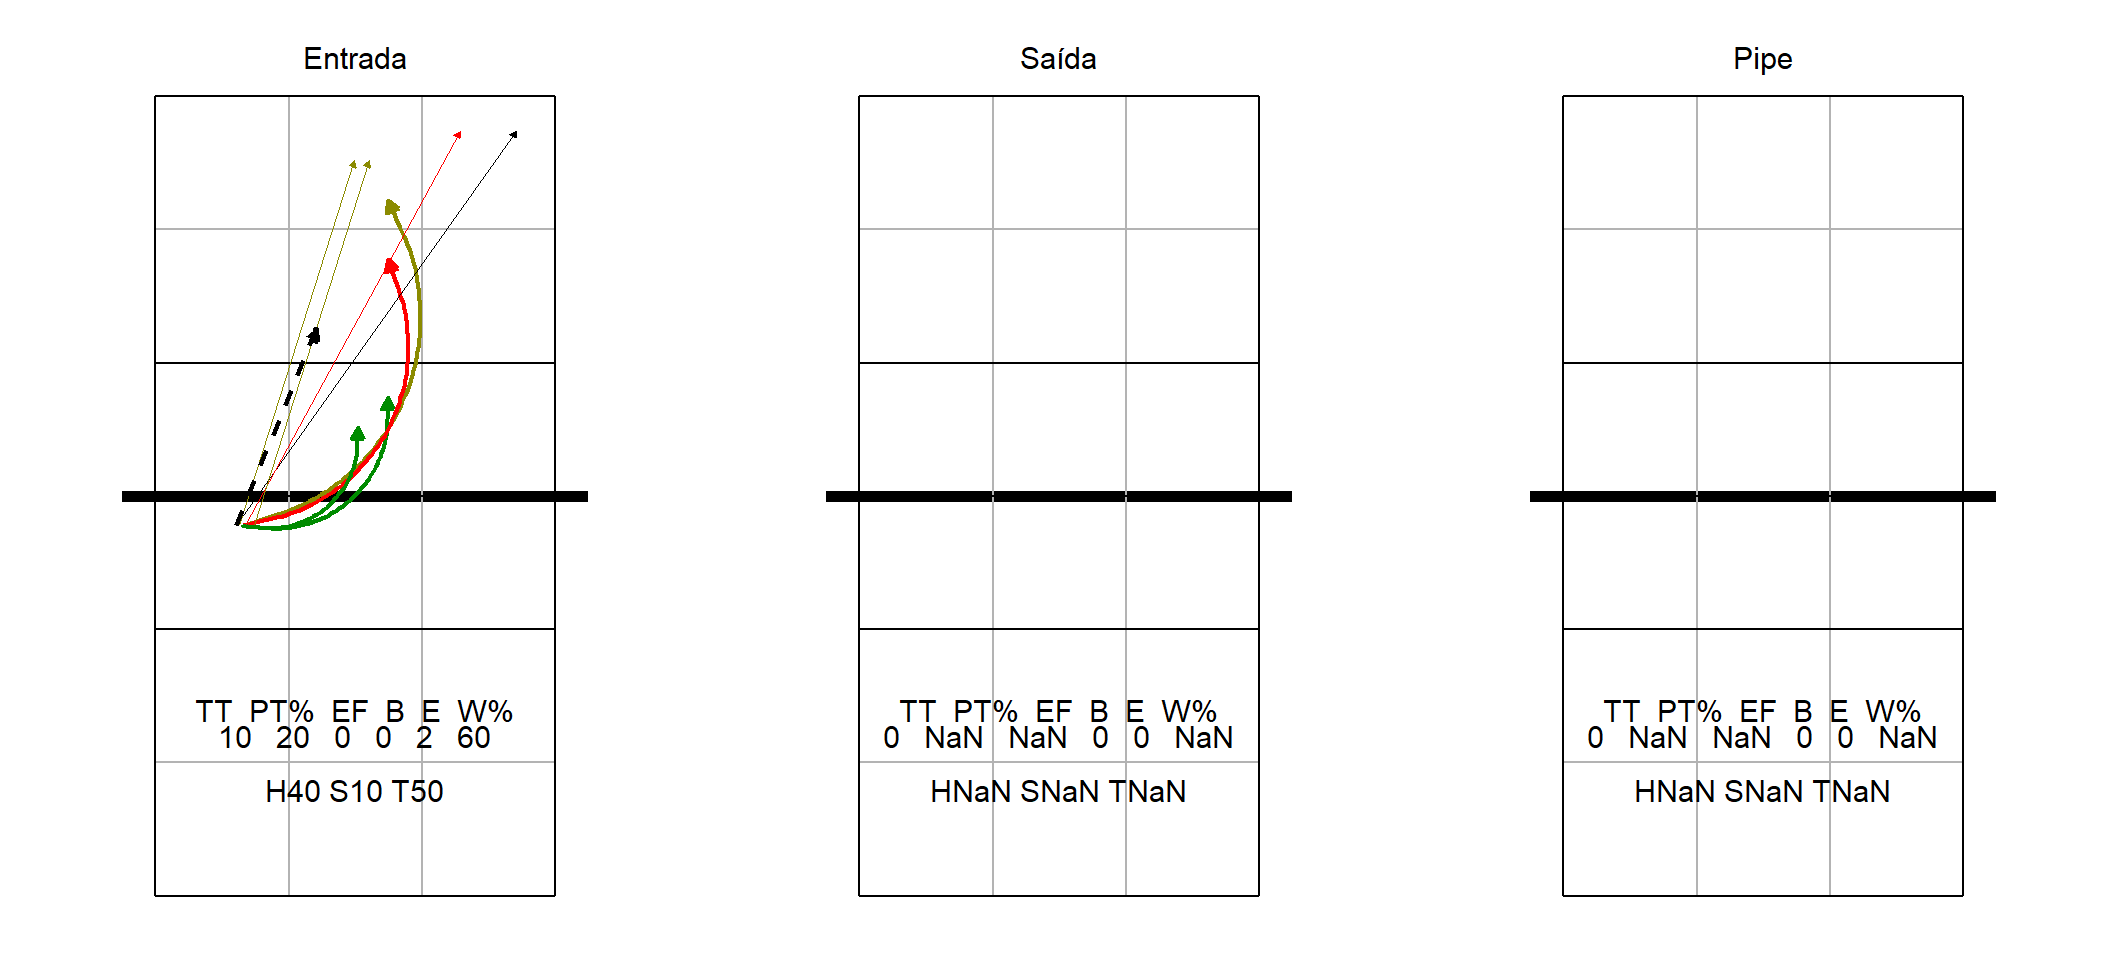 Entrada
TT PT% EF B E W%
10 20 0 0 2 60
H40 S10 T50
Saída
TT PT% EF B E W%
0 NaN NaN 0 0 NaN
HNaN SNaN TNaN
Pipe
TT PT% EF B E W%
0 NaN NaN 0 0 NaN
HNaN SNaN TNaN